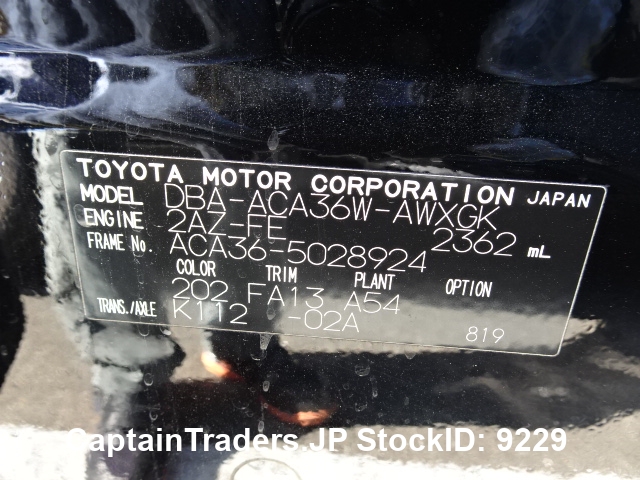 TOYOTA MOTOR CORPORATION JAPAN
MODEL DBA-ACA36W-AWXGK
ENGINE 2AZ-FE 2362 mL
FRAME No. ACA36-5028924
COLOR TRIM PLANT OPTION
202 FA13 A54
TRANS./AXLE K112 -02A
819
CaptainTraders.JP StockID: 9229